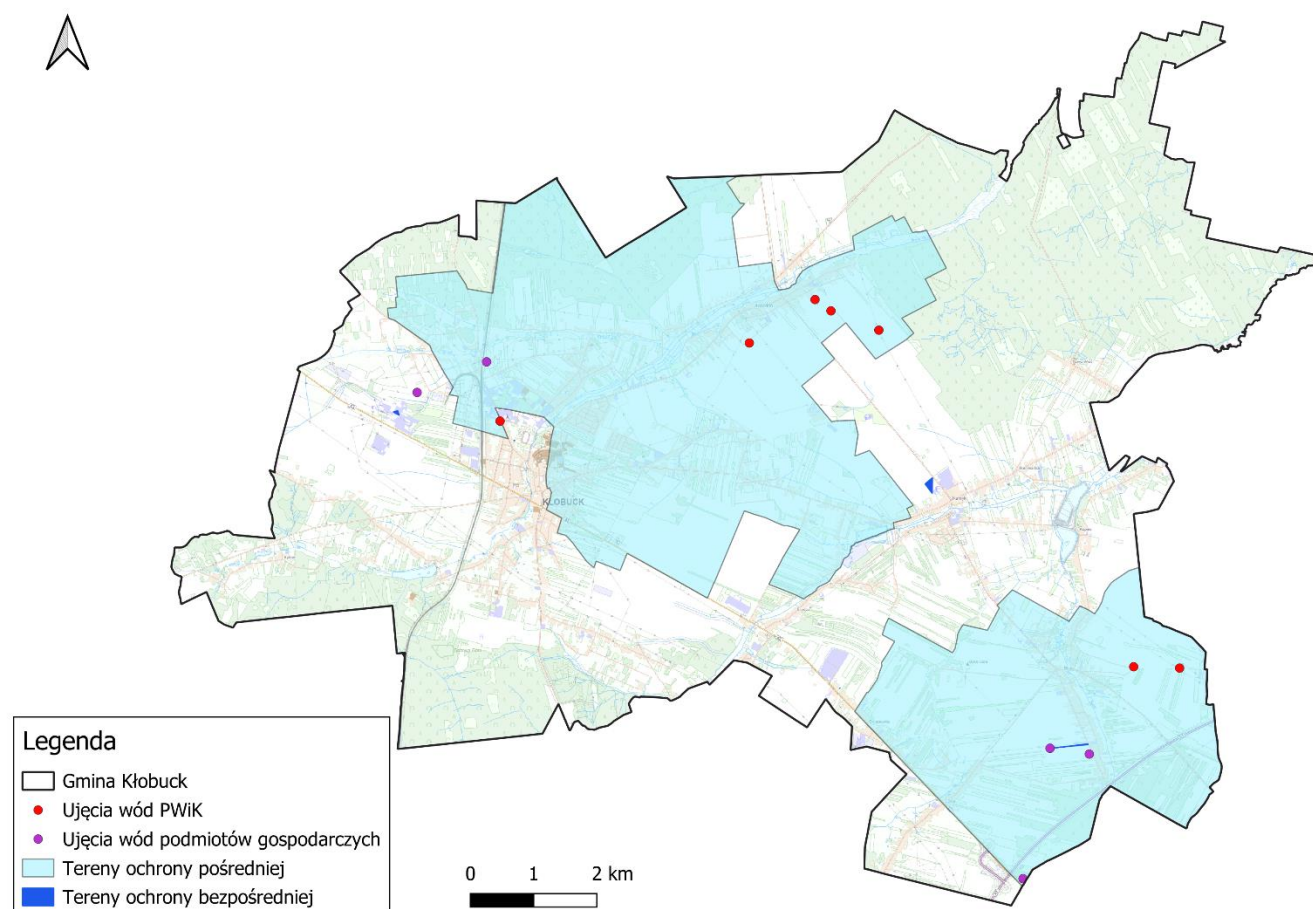 KŁOBUCK
Legenda
Gmina Kłobuck
Ujęcia wód PWiK
Ujęcia wód podmiotów gospodarczych
Tereny ochrony pośredniej
Tereny ochrony bezpośredniej
0 1 2 km